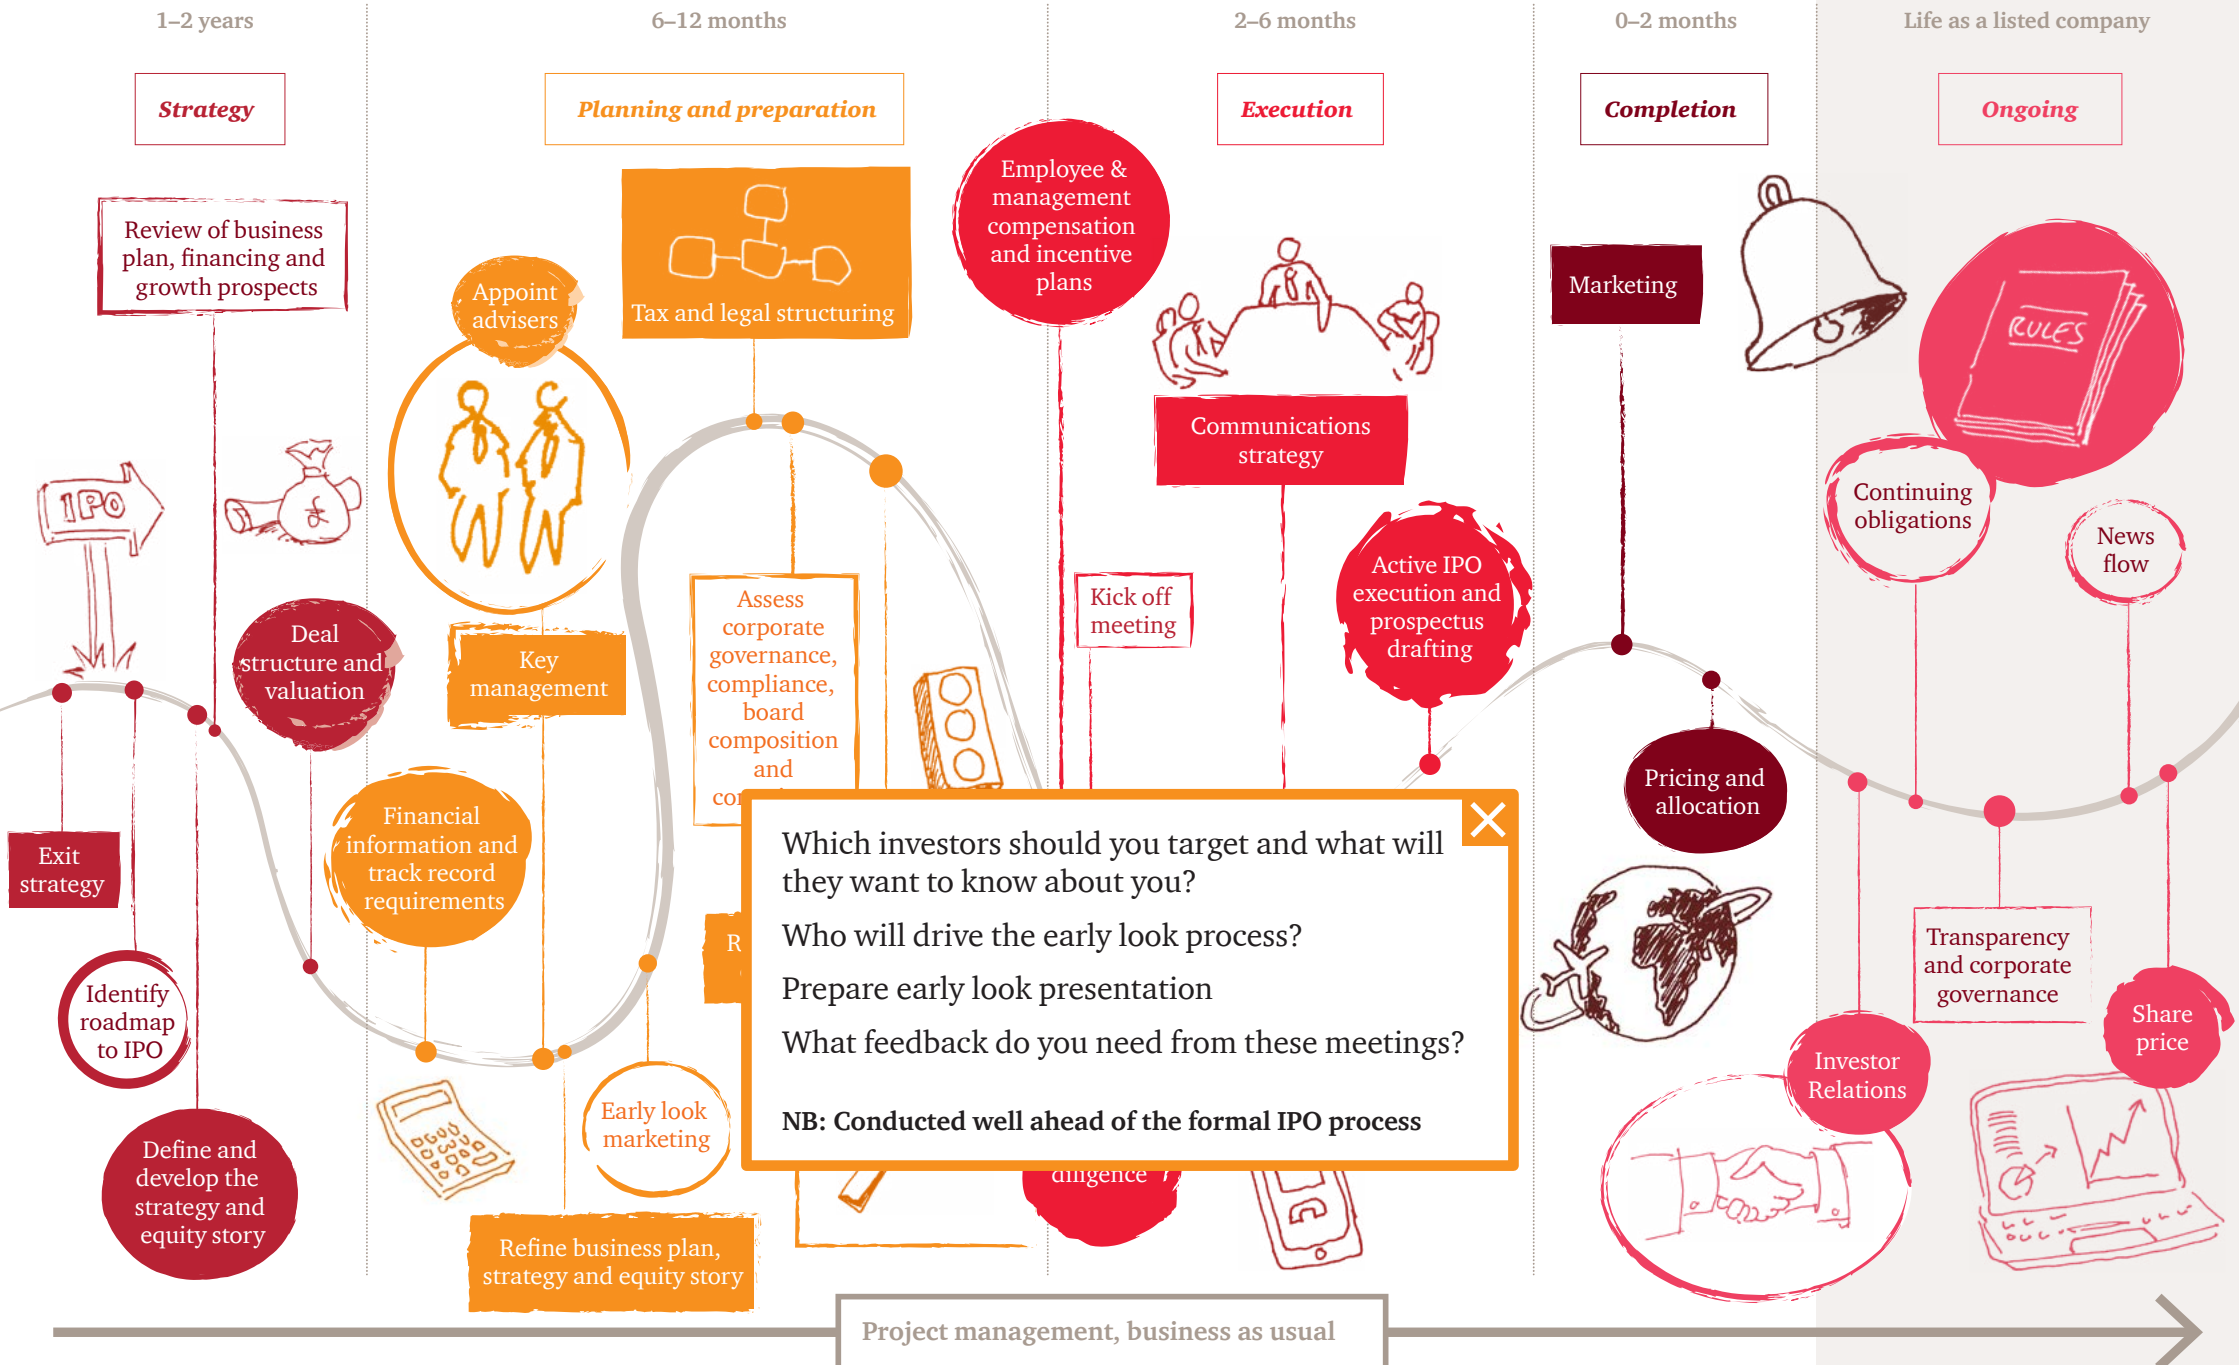 1–2 years
6–12 months
2–6 months
0–2 months
Life as a listed company
Strategy
Planning and preparation
Execution
Completion
Ongoing
Review of business
plan, financing and
growth prospects
IPO
£
Deal
structure and
valuation
Exit
strategy
Identify
roadmap
to IPO
Define and
develop the
strategy and
equity story
Appoint
advisers
Tax and legal structuring
Key
management
Financial
information and
track record
requirements
Assess
corporate
governance,
compliance,
board
composition
and
Early look
marketing
Refine business plan,
strategy and equity story
Employee &
management
compensation
and incentive
plans
Communications
strategy
Kick off
meeting
Active IPO
execution and
prospectus
drafting
diligence
Which investors should you target and what will
they want to know about you?
Who will drive the early look process?
Prepare early look presentation
What feedback do you need from these meetings?
NB: Conducted well ahead of the formal IPO process
Marketing
Pricing and
allocation
RULES
Continuing
obligations
News
flow
Transparency
and corporate
governance
Investor
Relations
Share
price
Project management, business as usual